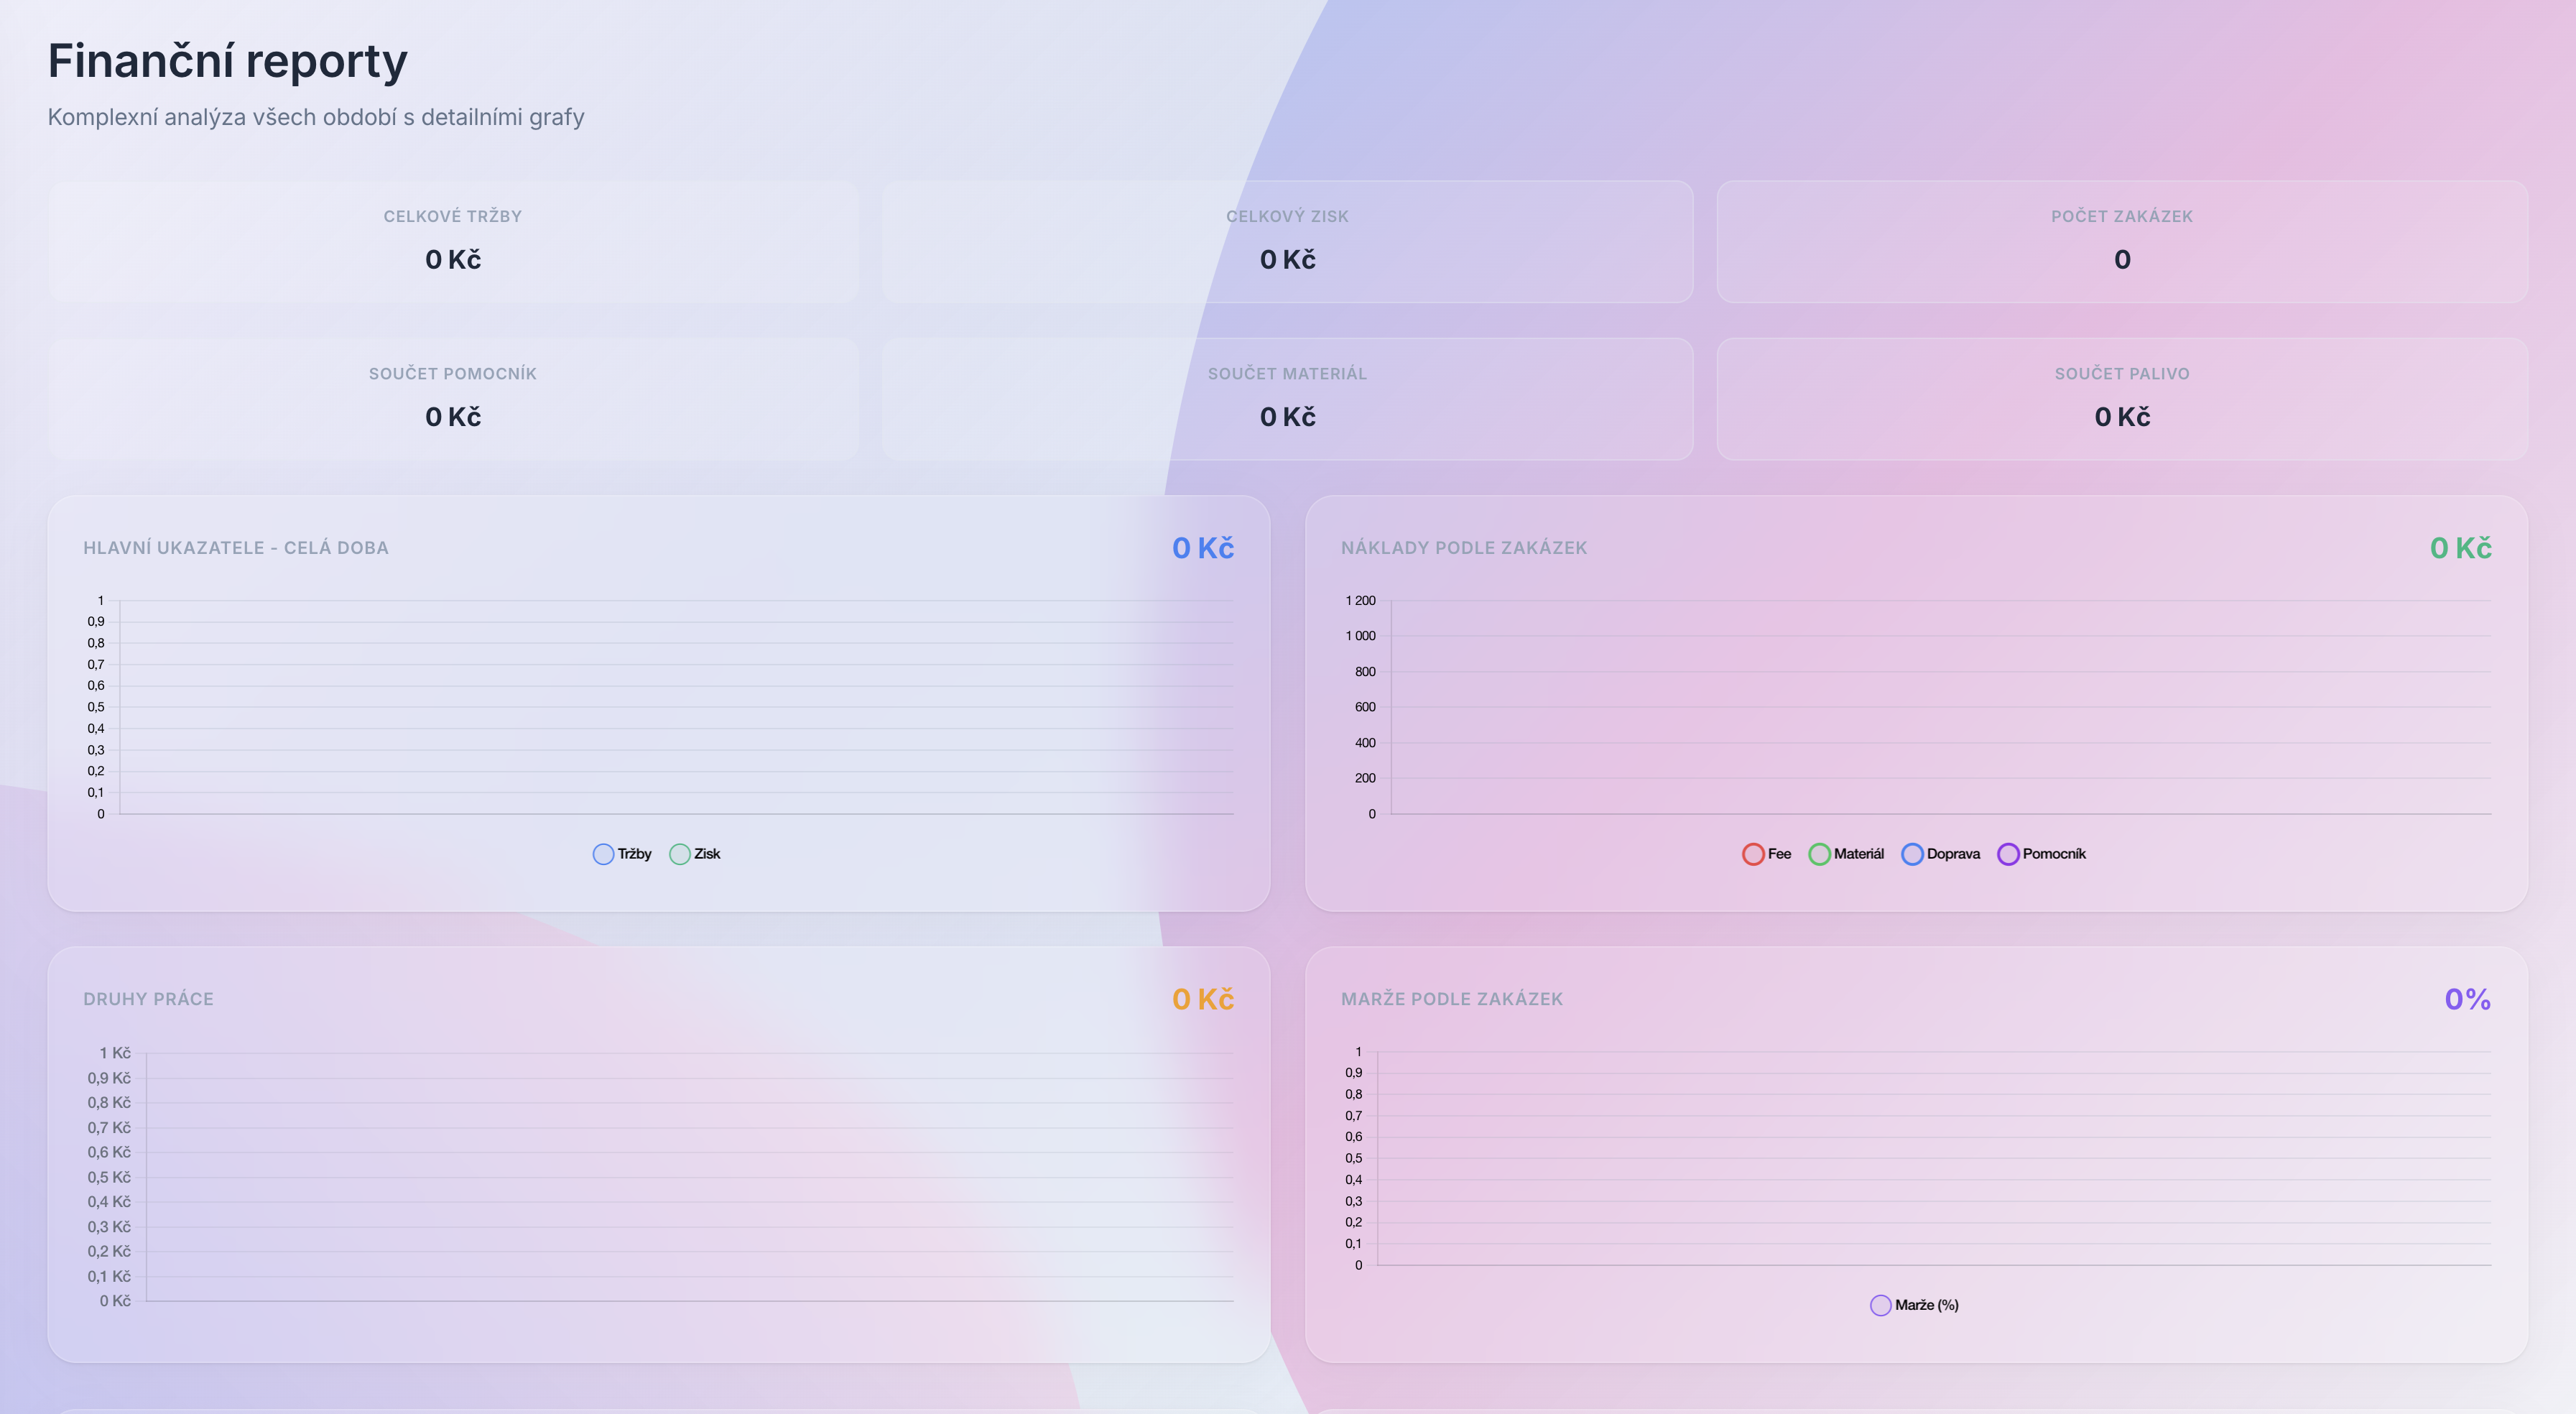 Finanční reporty
Komplexní analýza všech období s detailními grafy
CELKOVÉ TRŽBY
0 Kč
CELKOVÝ ZISK
0 Kč
POČET ZAKÁZEK
0
SOUČET POMOCNÍK
0 Kč
SOUČET MATERIÁL
0 Kč
SOUČET PALIVO
0 Kč
HLAVNÍ UKAZATELE - CELÁ DOBA
0 Kč
1
0,9
0,8
0,7
0,6
0,5
0,4
0,3
0,2
0,1
0
Tržby Zisk
NÁKLADY PODLE ZAKÁZEK
0 Kč
1 200
1 000
800
600
400
200
0
Fee Materiál Doprava Pomocník
DRUHY PRÁCE
0 Kč
1 Kč
0,9 Kč
0,8 Kč
0,7 Kč
0,6 Kč
0,5 Kč
0,4 Kč
0,3 Kč
0,2 Kč
0,1 Kč
0 Kč
MARŽE PODLE ZAKÁZEK
0%
1
0,9
0,8
0,7
0,6
0,5
0,4
0,3
0,2
0,1
0
Marže (%)